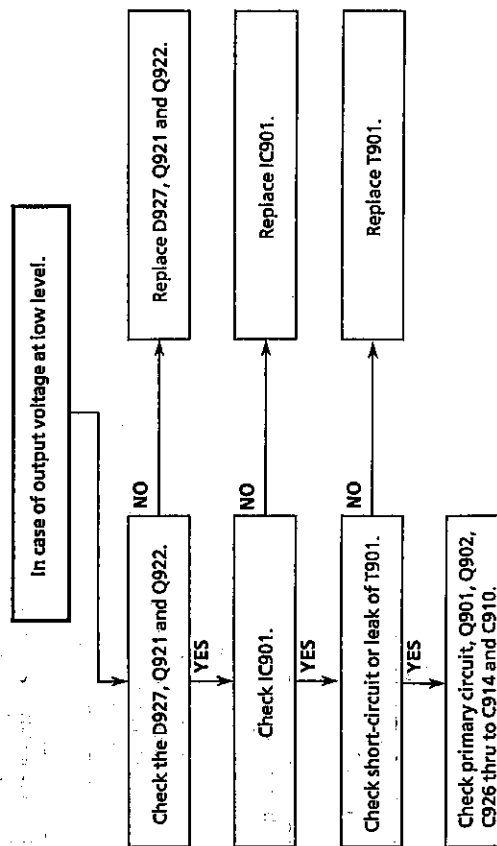 In case of output voltage at low level.
Check the D927, Q921 and Q922.
NO
Replace D927, Q921 and Q922.
YES
Check IC901.
NO
Replace IC901.
YES
Check short-circuit or leak of T901.
NO
Replace T901.
YES
Check primary circuit, Q901, Q902,
C926 thru to C914 and C910.